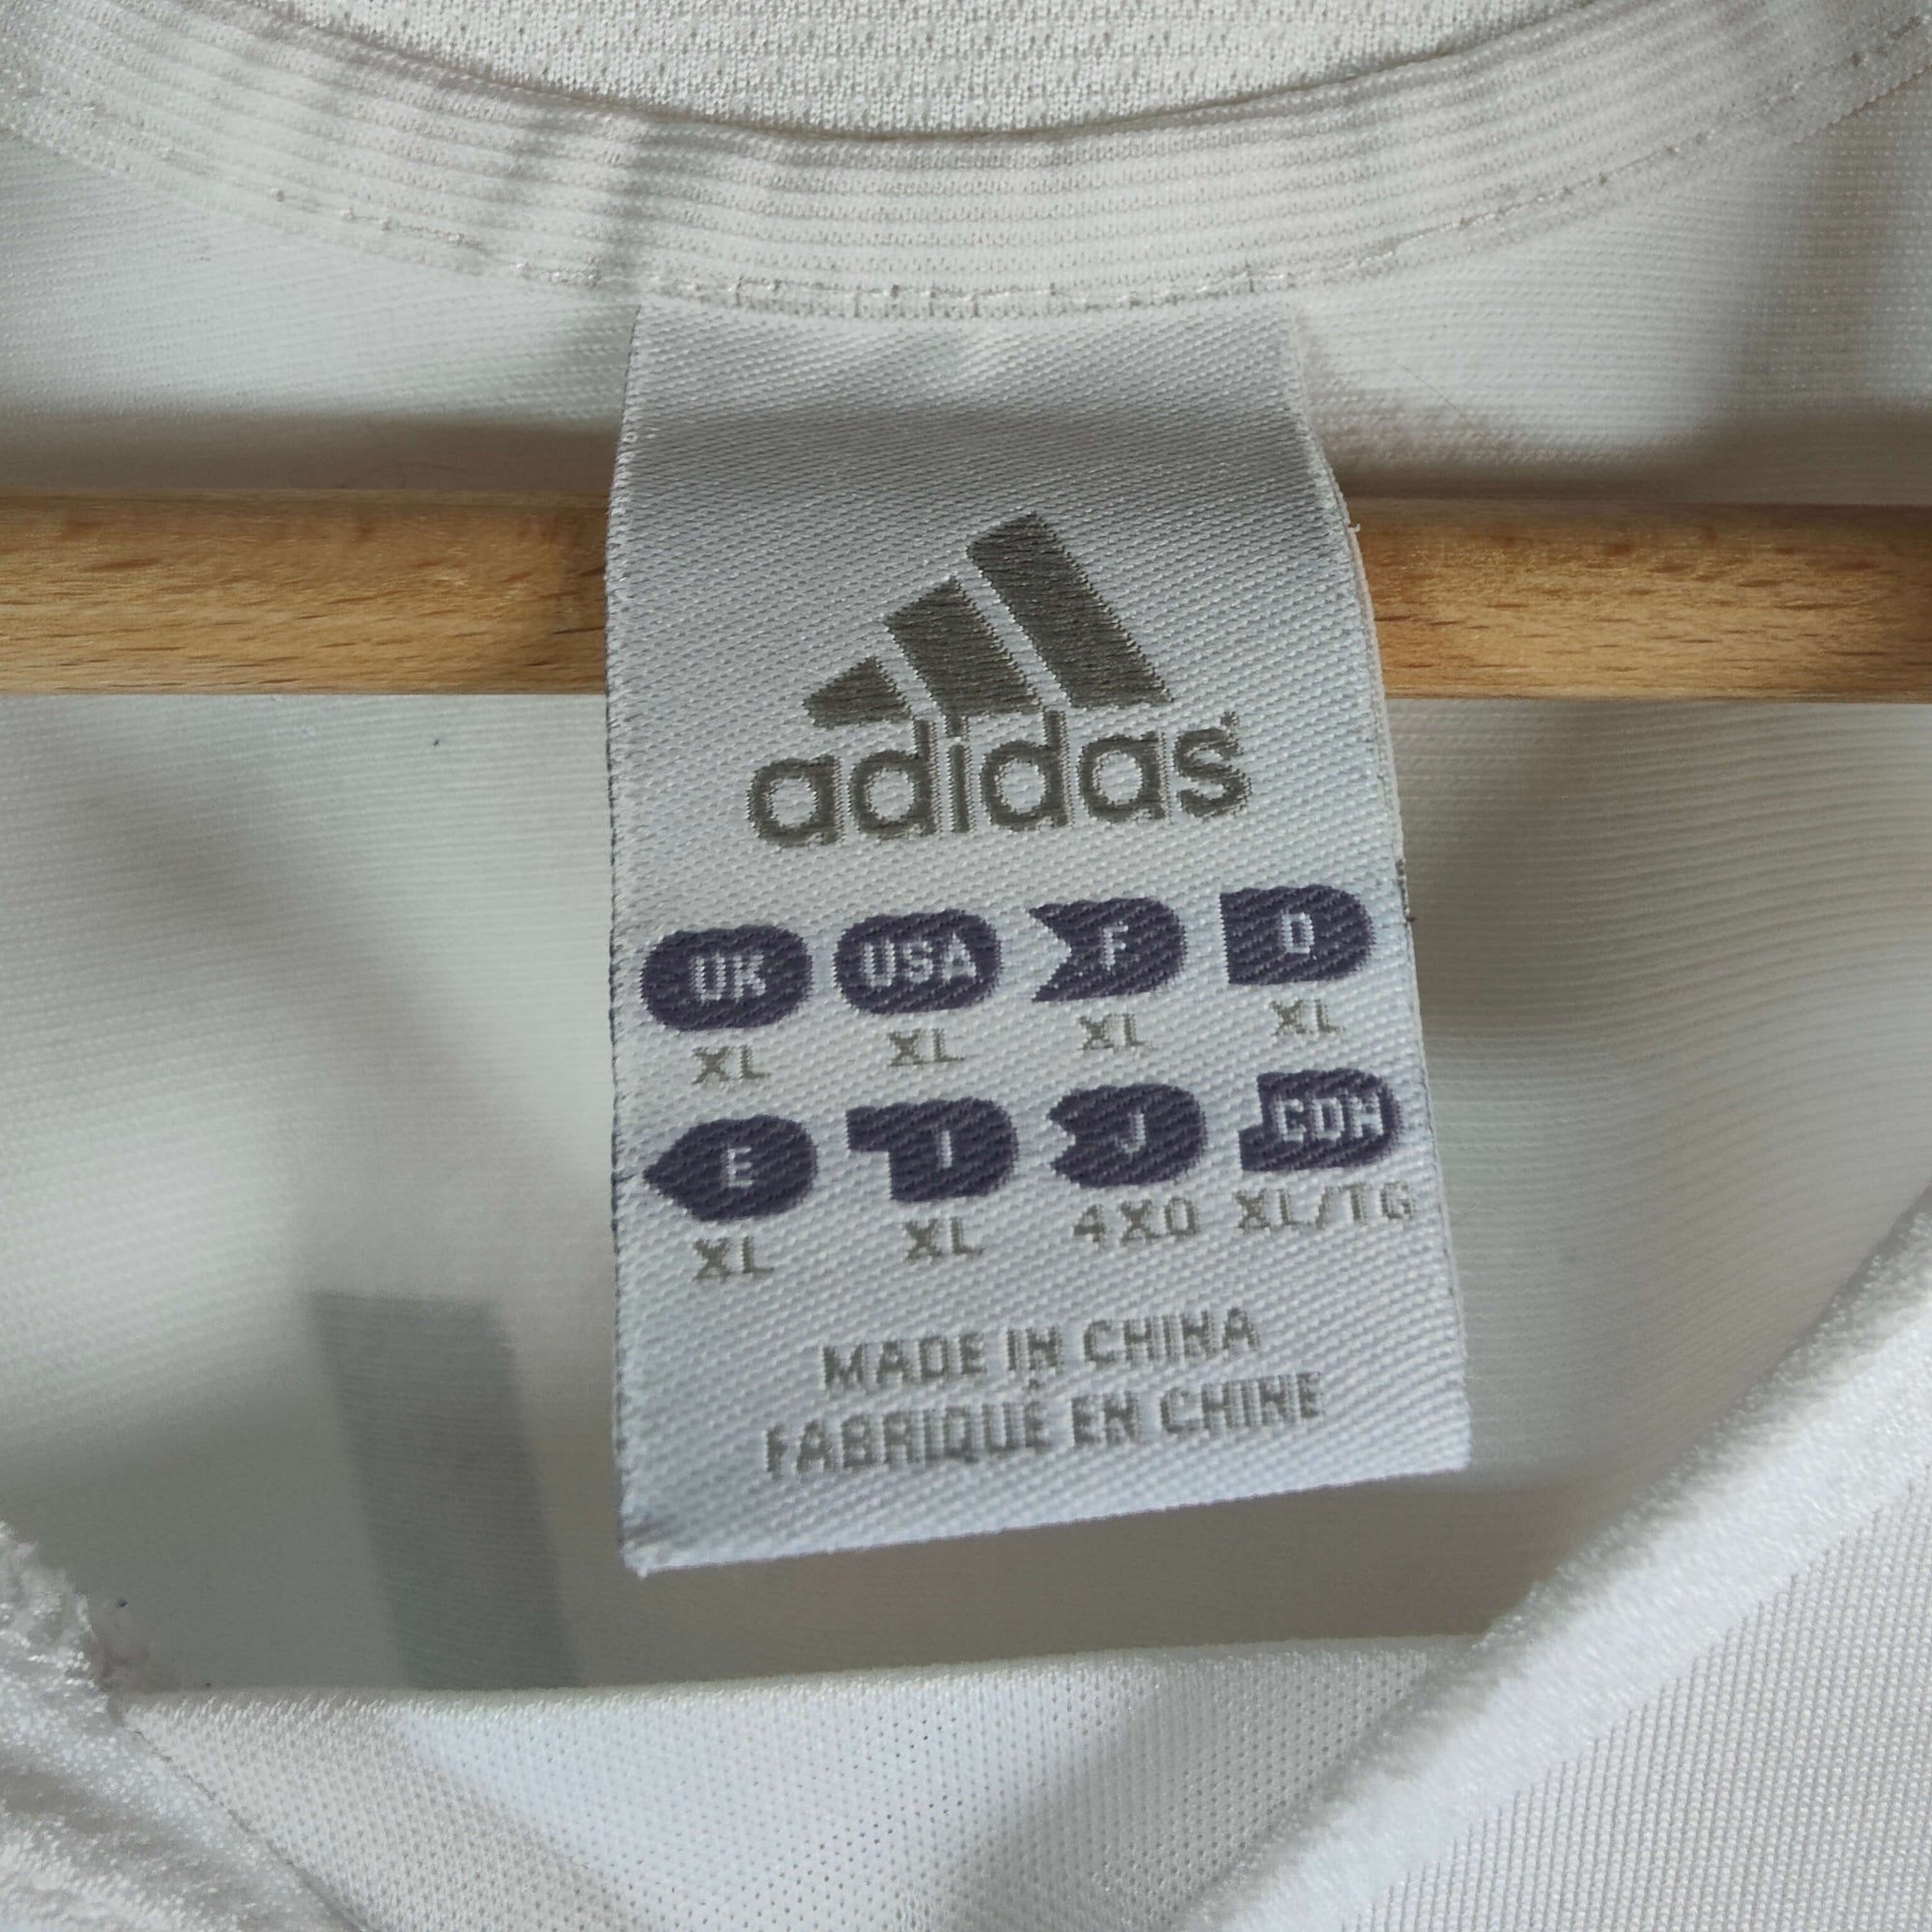 adidas
UK USA F D
XL XL XL XL
E I J CDN
XL XL 4XO XL/TG
MADE IN CHINA
FABRIQUÉ EN CHINE